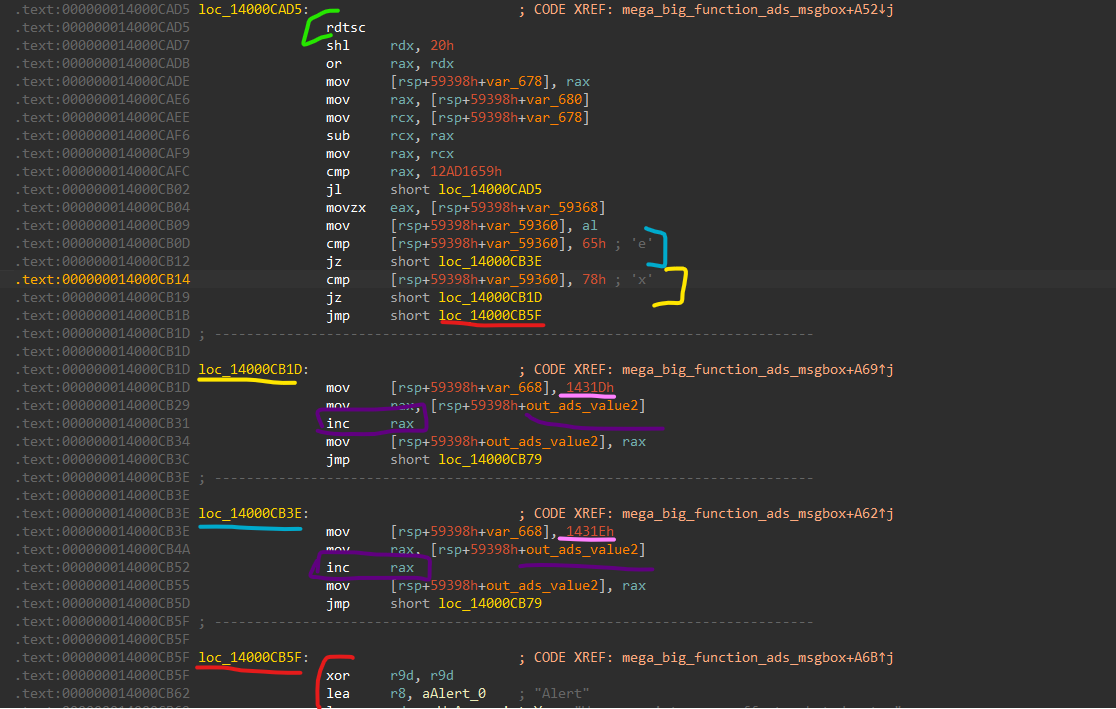 .text:000000014000CAD5 loc_14000CAD5: ; CODE XREF: mega_big_function_ads_msgbox+A52↓j
.text:000000014000CAD5 rdtsc
.text:000000014000CAD7 shl rdx, 20h
.text:000000014000CADB or rax, rdx
.text:000000014000CADE mov [rsp+59398h+var_678], rax
.text:000000014000CAE6 mov rax, [rsp+59398h+var_680]
.text:000000014000CAEE mov rcx, [rsp+59398h+var_678]
.text:000000014000CAF6 sub rcx, rax
.text:000000014000CAF9 mov rax, rcx
.text:000000014000CAFC cmp rax, 12AD1659h
.text:000000014000CB02 jl short loc_14000CAD5
.text:000000014000CB04 movzx eax, [rsp+59398h+var_59368]
.text:000000014000CB09 mov [rsp+59398h+var_59360], al
.text:000000014000CB0D cmp [rsp+59398h+var_59360], 65h ; 'e'
.text:000000014000CB12 jz short loc_14000CB3E
.text:000000014000CB14 cmp [rsp+59398h+var_59360], 78h ; 'x'
.text:000000014000CB19 jz short loc_14000CB1D
.text:000000014000CB1B jmp short loc_14000CB5F
.text:000000014000CB1D ; ---------------------------------------------------------------------------
.text:000000014000CB1D
.text:000000014000CB1D loc_14000CB1D: ; CODE XREF: mega_big_function_ads_msgbox+A69↑j
.text:000000014000CB1D mov [rsp+59398h+var_668], 1431Dh
.text:000000014000CB29 mov rax, [rsp+59398h+out_ads_value2]
.text:000000014000CB31 inc rax
.text:000000014000CB34 mov [rsp+59398h+out_ads_value2], rax
.text:000000014000CB3C jmp short loc_14000CB79
.text:000000014000CB3E ; ---------------------------------------------------------------------------
.text:000000014000CB3E
.text:000000014000CB3E loc_14000CB3E: ; CODE XREF: mega_big_function_ads_msgbox+A62↑j
.text:000000014000CB3E mov [rsp+59398h+var_668], 1431Eh
.text:000000014000CB4A mov rax, [rsp+59398h+out_ads_value2]
.text:000000014000CB52 inc rax
.text:000000014000CB55 mov [rsp+59398h+out_ads_value2], rax
.text:000000014000CB5D jmp short loc_14000CB79
.text:000000014000CB5F ; ---------------------------------------------------------------------------
.text:000000014000CB5F
.text:000000014000CB5F loc_14000CB5F: ; CODE XREF: mega_big_function_ads_msgbox+A6B↑j
.text:000000014000CB5F xor r9d, r9d
.text:000000014000CB62 lea r8, aAlert_0 ; "Alert"